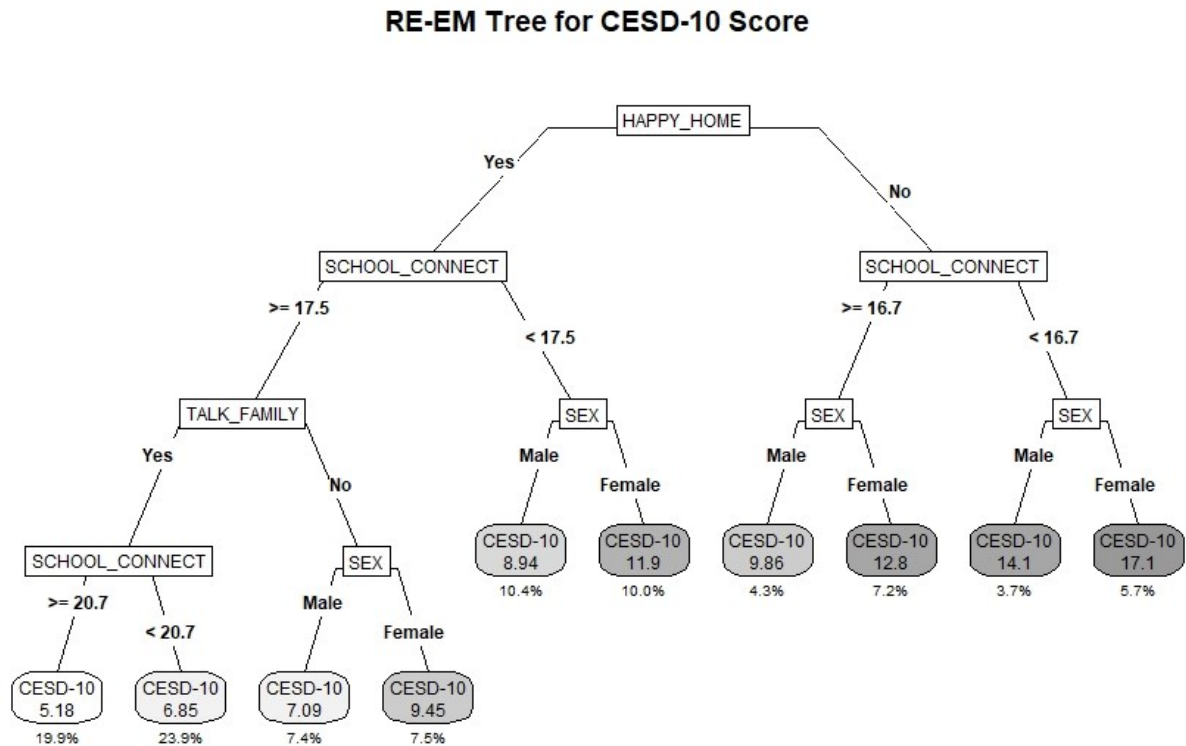 RE-EM Tree for CESD-10 Score
HAPPY_HOME
Yes
No
SCHOOL_CONNECT
SCHOOL_CONNECT
>= 17.5
< 17.5
>= 16.7
< 16.7
TALK_FAMILY
SEX
SEX
SEX
Yes
No
Male
Female
Male
Female
Male
Female
SCHOOL_CONNECT
SEX
CESD-10
8.94
10.4%
CESD-10
11.9
10.0%
CESD-10
9.86
4.3%
CESD-10
12.8
7.2%
CESD-10
14.1
3.7%
CESD-10
17.1
5.7%
>= 20.7
< 20.7
Male
Female
CESD-10
5.18
19.9%
CESD-10
6.85
23.9%
CESD-10
7.09
7.4%
CESD-10
9.45
7.5%